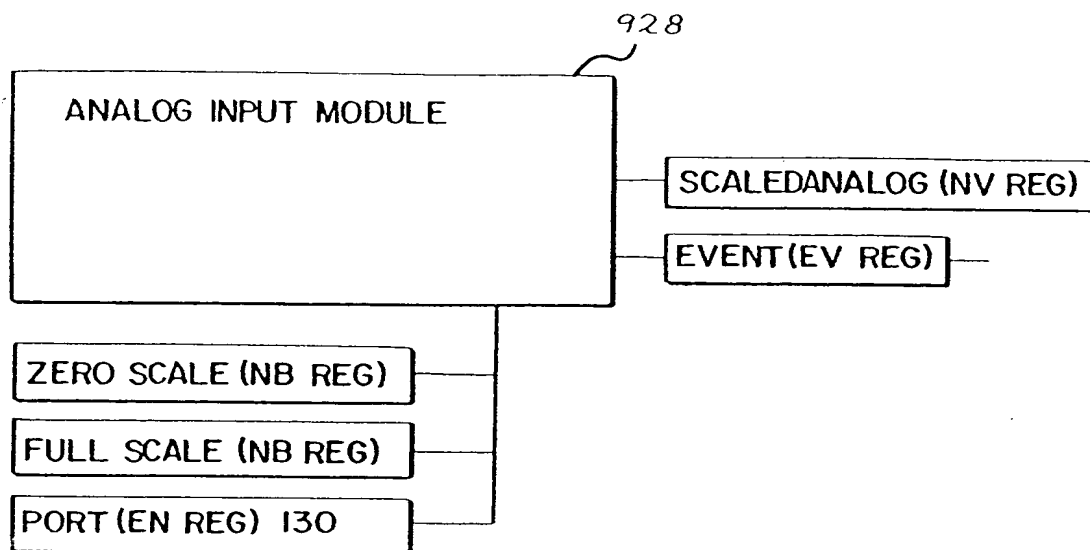 928
ANALOG INPUT MODULE
SCALEDANALOG (NV REG)
EVENT (EV REG)
ZERO SCALE (NB REG)
FULL SCALE (NB REG)
PORT (EN REG) 130